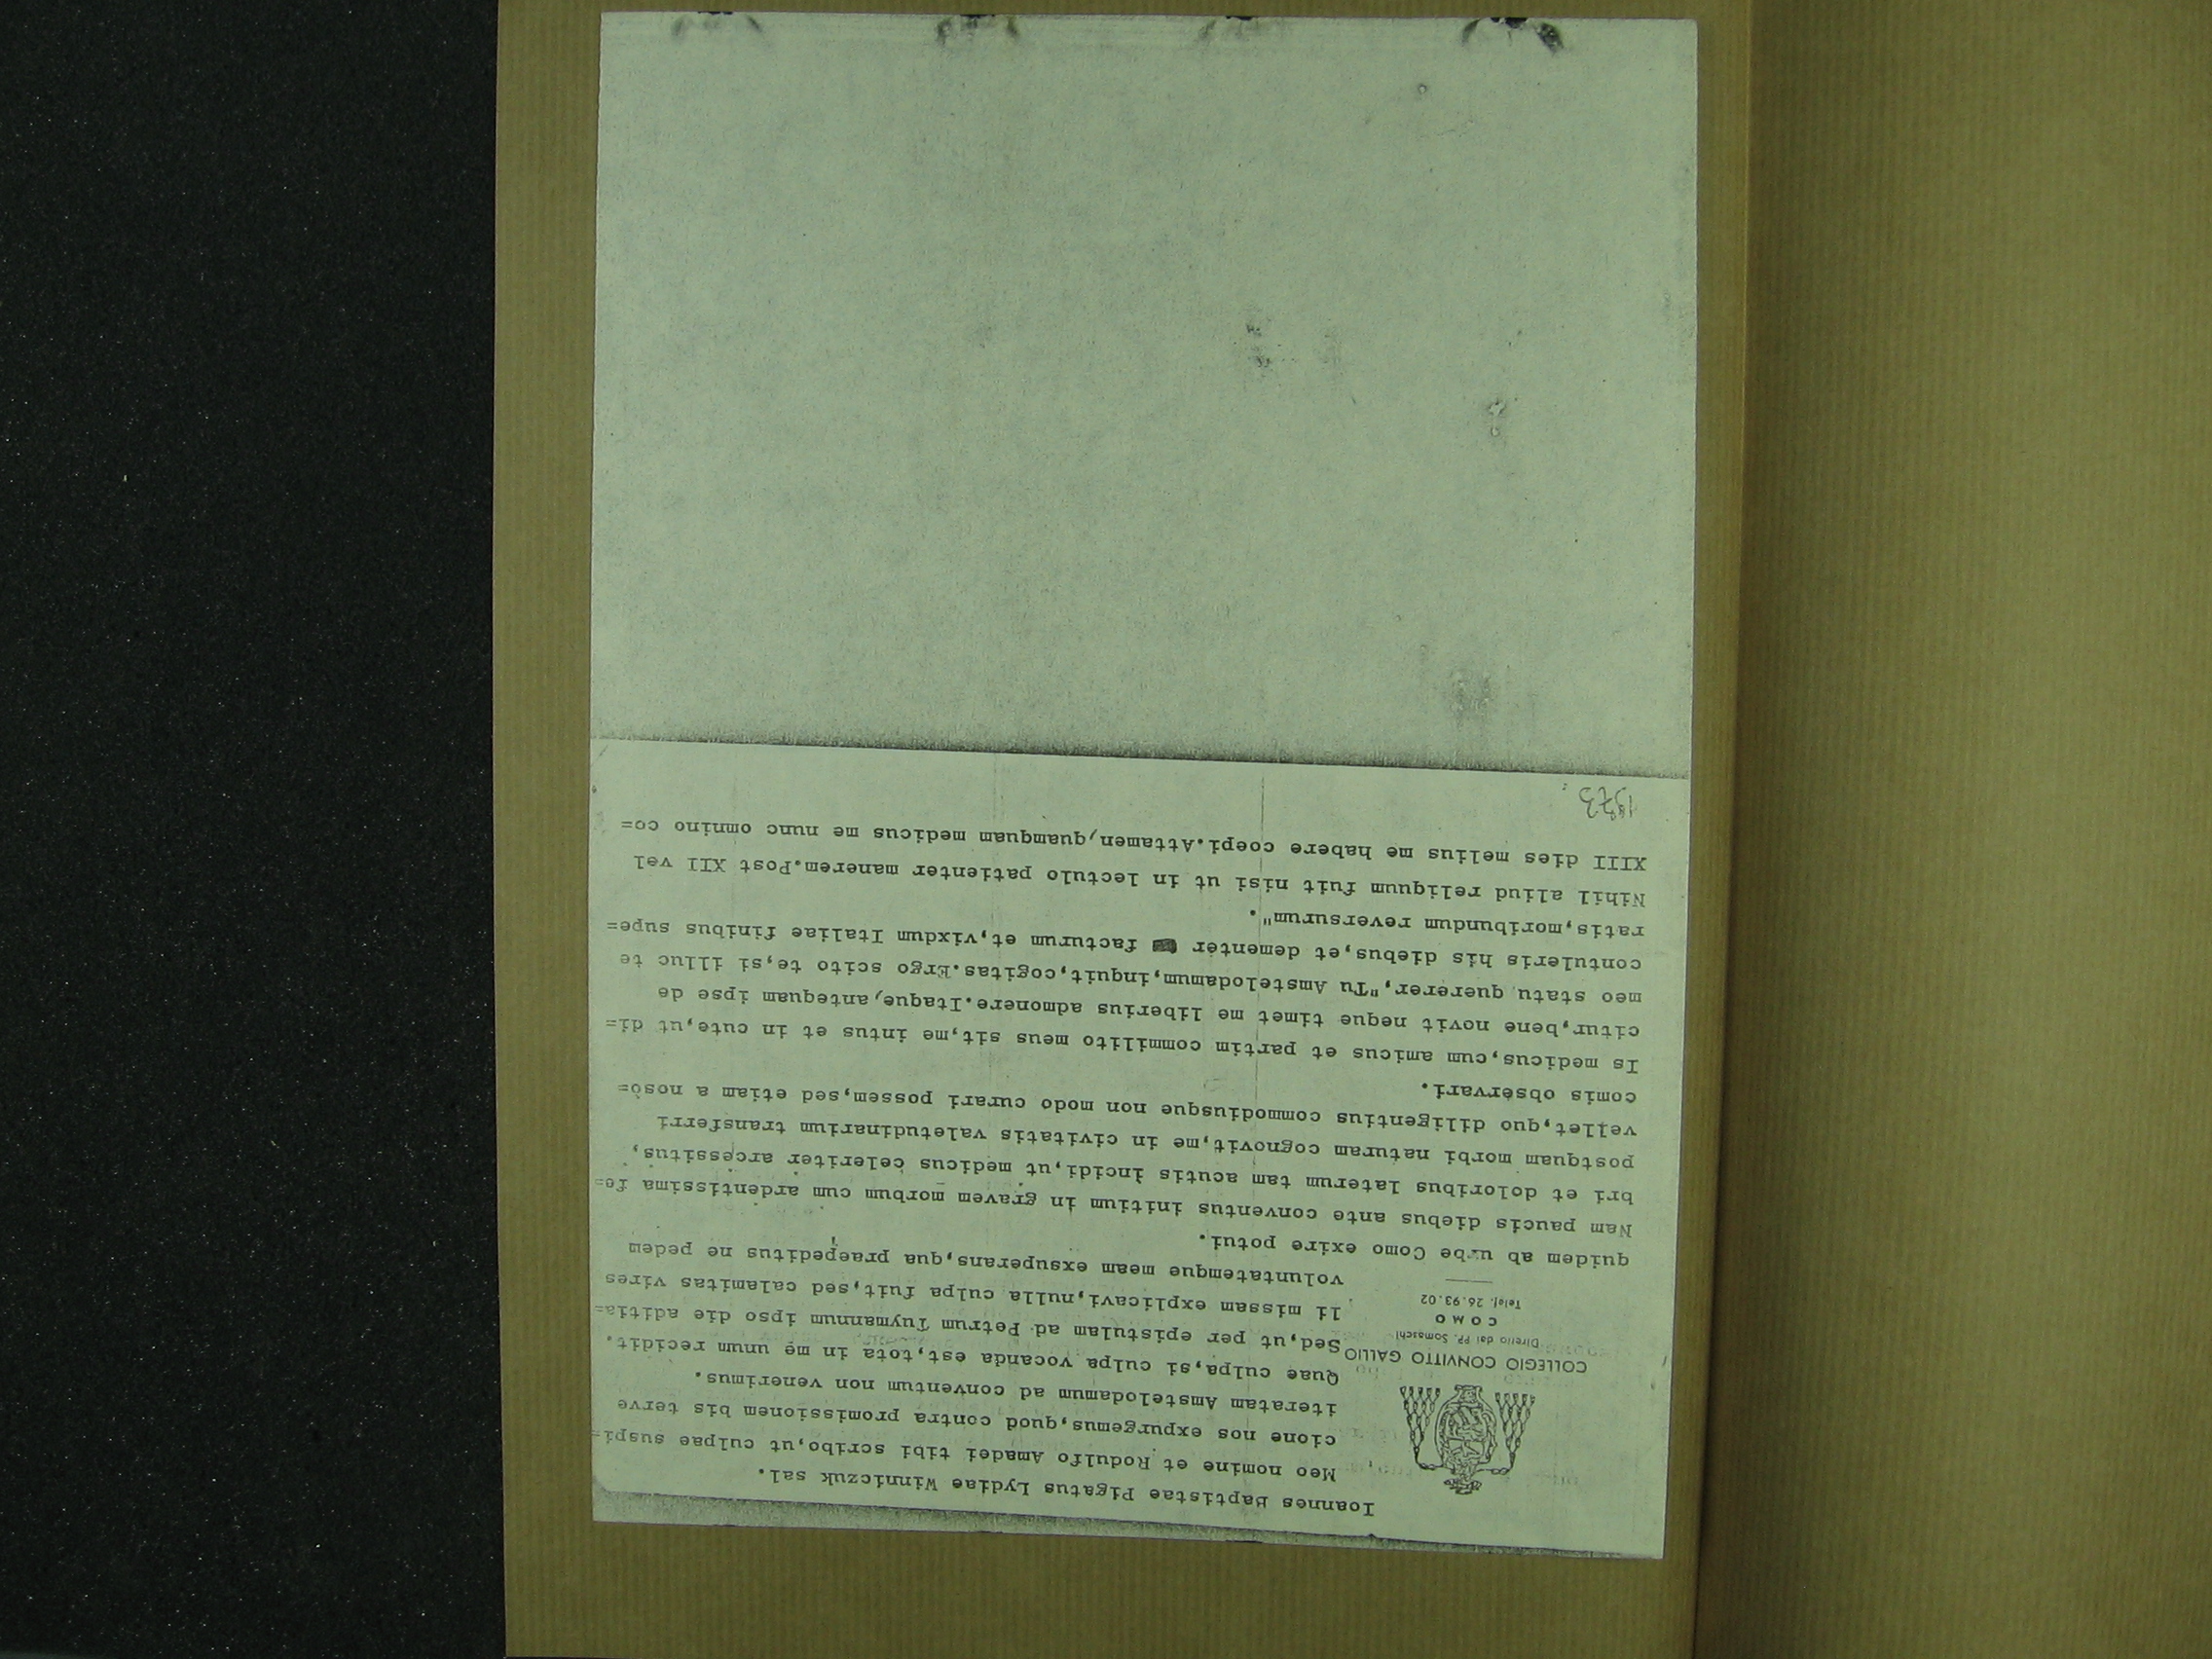 Ioannes Baptistae Pigatus Lydiae Winniczuk sal.
Meo nomine et Rodulfo Amadei tibi scribo,ut culpae suspi=
cione nos expurgemus,quod contra promissionem bis terve
iteratam Amstelodamum ad conventum non venerimus.
Quae culpa,si culpa vocanda est,tota in me unum recidit.
Sed,ut per epistulam ad Petrum Tuymannum ipso die aditia=
li missam explicavi,nulla culpa fuit,sed calamitas vires
voluntatemque meam exsuperans,qua praepeditus ne pedem
COLLEGIO CONVITTO GALLIO
Diretto dai PP. Somaschi
COMO
Telef. 26.93.02
quidem ab urbe Como exire potui.
Nam paucis diebus ante conventus initium in gravem morbum cum ardentissima fe=
bri et doloribus laterum tam acutis incidi,ut medicus celeriter arcessitus,
postquam morbi naturam cognovit,me in civitatis valetudinarium transferri
vellet,quo diligentius commodiusque non modo curari possem,sed etiam a noso=
comis observari.
Is medicus,cum amicus et partim commilito meus sit,me intus et in cute,ut di=
citur,bene novit neque timet me liberius admonere.Itaque,antequam ipse de
meo statu quererer,"Tu Amstelodamum,inquit,cogitas.Ergo scito te,si illuc te
contuleris his diebus,et dementer facturum et,vixdum Italiae finibus supe=
ratis,moribundum reversurum".
Nihil aliud reliquum fuit nisi ut in lectulo patienter manerem.Post XII vel
XIII dies melius me habere coepi.Attamen,quamquam medicus me nunc omnino co=
1973